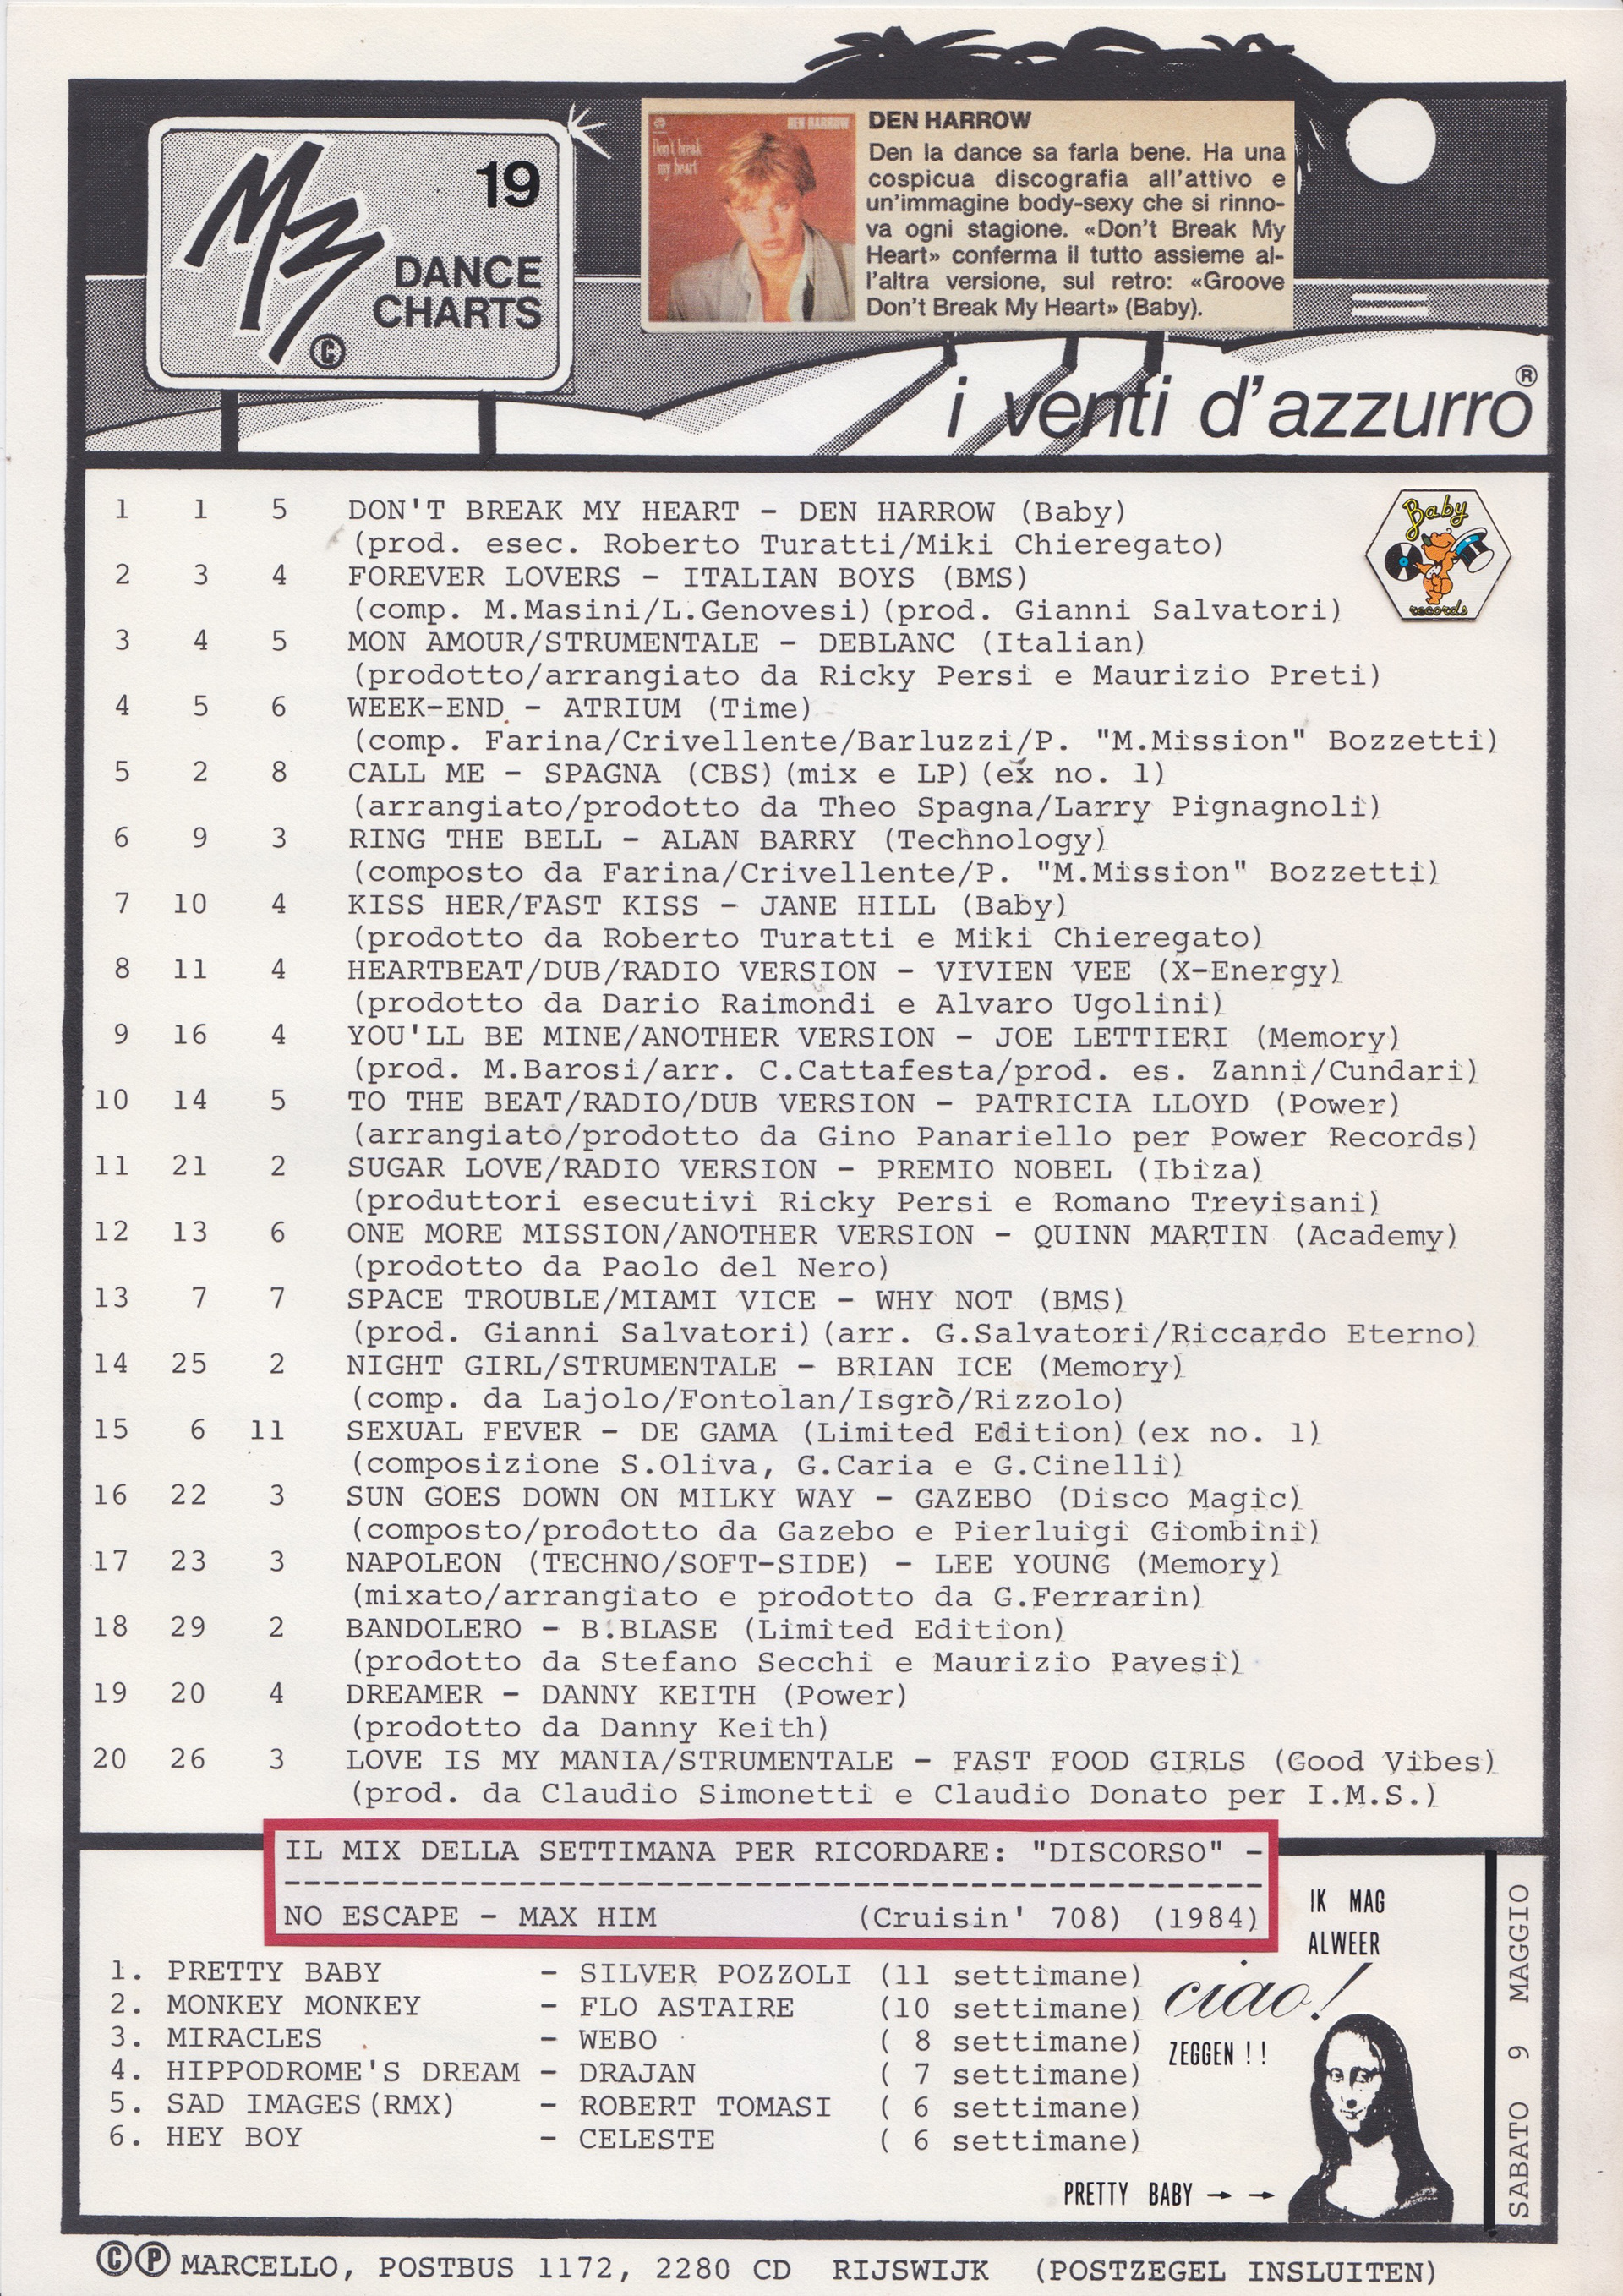 M3
19
DANCE
CHARTS
©
DEN HARROW
Don't break
my heart
DEN HARROW
Den la dance sa farla bene. Ha una
cospicua discografia all'attivo e
un'immagine body-sexy che si rinno-
va ogni stagione. «Don't Break My
Heart» conferma il tutto assieme al-
l'altra versione, sul retro: «Groove
Don't Break My Heart» (Baby).
i venti d'azzurro®
Baby
records
1 1 5 DON'T BREAK MY HEART - DEN HARROW (Baby)
(prod. esec. Roberto Turatti/Miki Chieregato)
2 3 4 FOREVER LOVERS - ITALIAN BOYS (BMS)
(comp. M.Masini/L.Genovesi)(prod. Gianni Salvatori)
3 4 5 MON AMOUR/STRUMENTALE - DEBLANC (Italian)
(prodotto/arrangiato da Ricky Persi e Maurizio Preti)
4 5 6 WEEK-END - ATRIUM (Time)
(comp. Farina/Crivellente/Barluzzi/P. "M.Mission" Bozzetti)
5 2 8 CALL ME - SPAGNA (CBS)(mix e LP)(ex no. 1)
(arrangiato/prodotto da Theo Spagna/Larry Pignagnoli)
6 9 3 RING THE BELL - ALAN BARRY (Technology)
(composto da Farina/Crivellente/P. "M.Mission" Bozzetti)
7 10 4 KISS HER/FAST KISS - JANE HILL (Baby)
(prodotto da Roberto Turatti e Miki Chieregato)
8 11 4 HEARTBEAT/DUB/RADIO VERSION - VIVIEN VEE (X-Energy)
(prodotto da Dario Raimondi e Alvaro Ugolini)
9 16 4 YOU'LL BE MINE/ANOTHER VERSION - JOE LETTIERI (Memory)
(prod. M.Barosi/arr. C.Cattafesta/prod. es. Zanni/Cundari)
10 14 5 TO THE BEAT/RADIO/DUB VERSION - PATRICIA LLOYD (Power)
(arrangiato/prodotto da Gino Panariello per Power Records)
11 21 2 SUGAR LOVE/RADIO VERSION - PREMIO NOBEL (Ibiza)
(produttori esecutivi Ricky Persi e Romano Trevisani)
12 13 6 ONE MORE MISSION/ANOTHER VERSION - QUINN MARTIN (Academy)
(prodotto da Paolo del Nero)
13 7 7 SPACE TROUBLE/MIAMI VICE - WHY NOT (BMS)
(prod. Gianni Salvatori)(arr. G.Salvatori/Riccardo Eterno)
14 25 2 NIGHT GIRL/STRUMENTALE - BRIAN ICE (Memory)
(comp. da Lajolo/Fontolan/Isgrò/Rizzolo)
15 6 11 SEXUAL FEVER - DE GAMA (Limited Edition)(ex no. 1)
(composizione S.Oliva, G.Caria e G.Cinelli)
16 22 3 SUN GOES DOWN ON MILKY WAY - GAZEBO (Disco Magic)
(composto/prodotto da Gazebo e Pierluigi Giombini)
17 23 3 NAPOLEON (TECHNO/SOFT-SIDE) - LEE YOUNG (Memory)
(mixato/arrangiato e prodotto da G.Ferrarin)
18 29 2 BANDOLERO - B.BLASE (Limited Edition)
(prodotto da Stefano Secchi e Maurizio Pavesi)
19 20 4 DREAMER - DANNY KEITH (Power)
(prodotto da Danny Keith)
20 26 3 LOVE IS MY MANIA/STRUMENTALE - FAST FOOD GIRLS (Good Vibes)
(prod. da Claudio Simonetti e Claudio Donato per I.M.S.)
IL MIX DELLA SETTIMANA PER RICORDARE: "DISCORSO" -
NO ESCAPE - MAX HIM (Cruisin' 708) (1984)
1. PRETTY BABY - SILVER POZZOLI (11 settimane)
2. MONKEY MONKEY - FLO ASTAIRE (10 settimane)
3. MIRACLES - WEBO ( 8 settimane)
4. HIPPODROME'S DREAM - DRAJAN ( 7 settimane)
5. SAD IMAGES(RMX) - ROBERT TOMASI ( 6 settimane)
6. HEY BOY - CELESTE ( 6 settimane)
IK MAG
ALWEER
ciao!
ZEGGEN !!
PRETTY BABY → →
SABATO 9 MAGGIO
©℗ MARCELLO, POSTBUS 1172, 2280 CD RIJSWIJK (POSTZEGEL INSLUITEN)